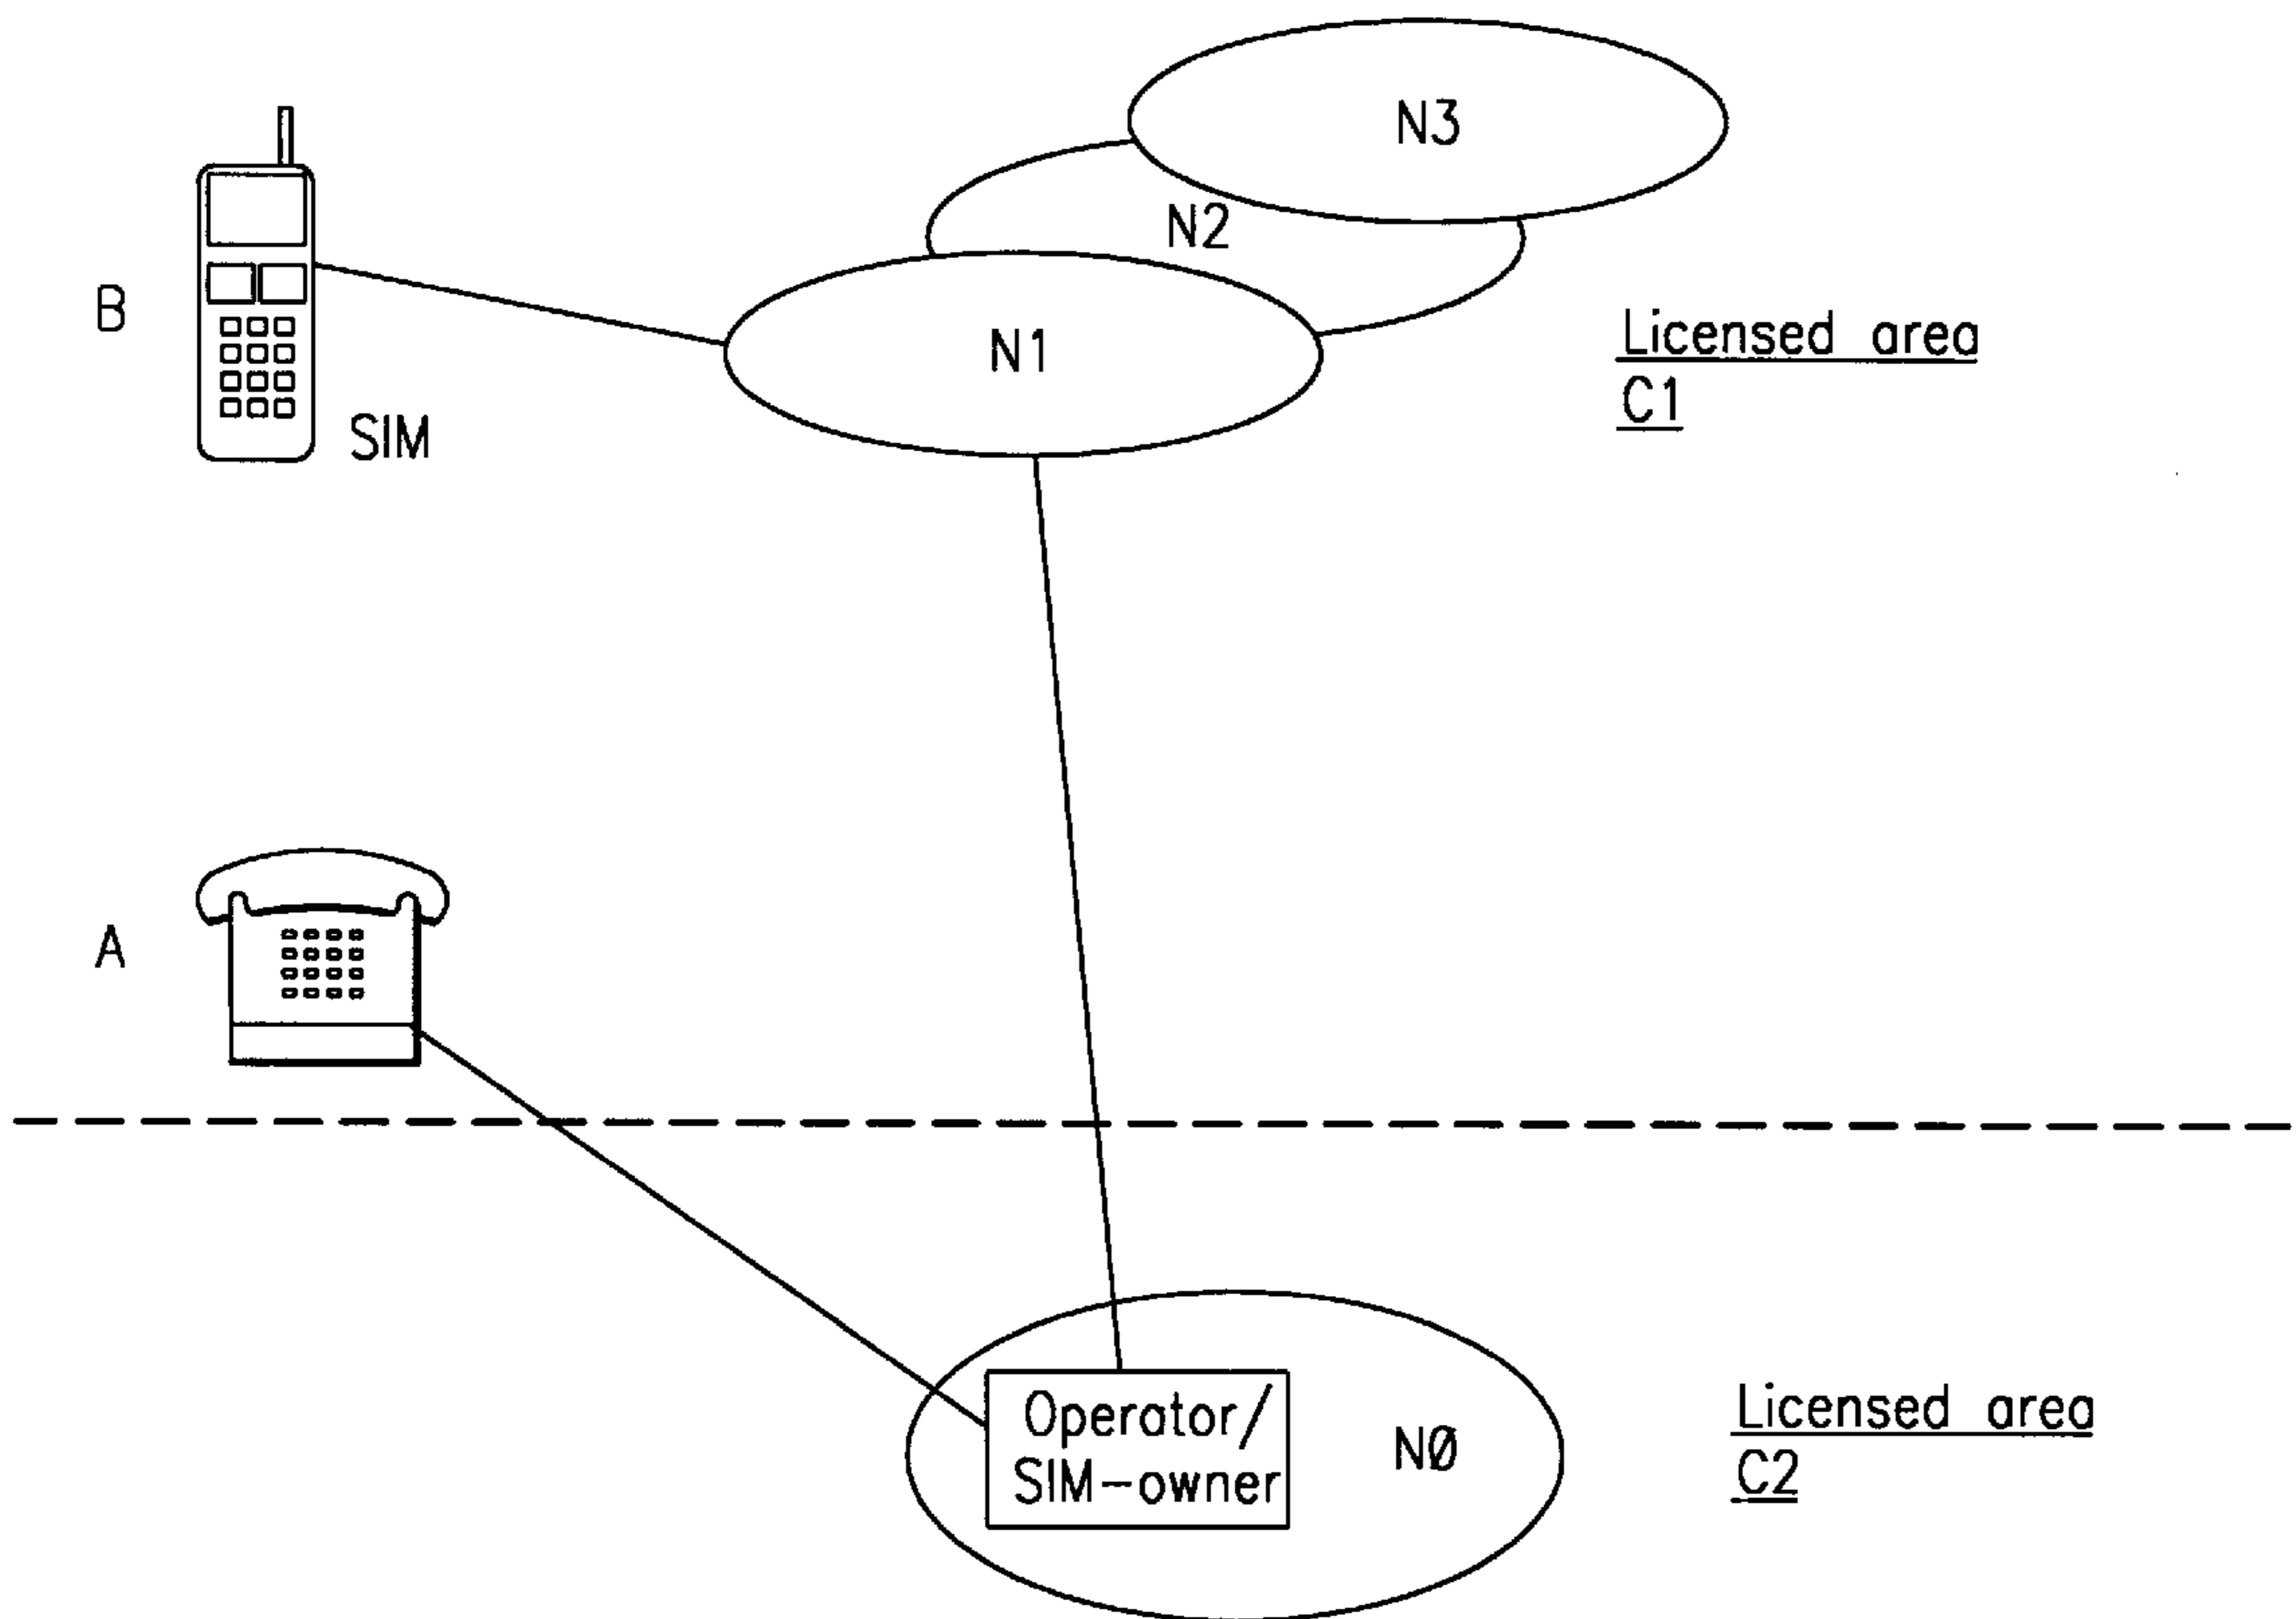 N3
N2
B
N1
Licensed area
C1
SIM
A
Operator/
SIM-owner
NØ
Licensed area
C2